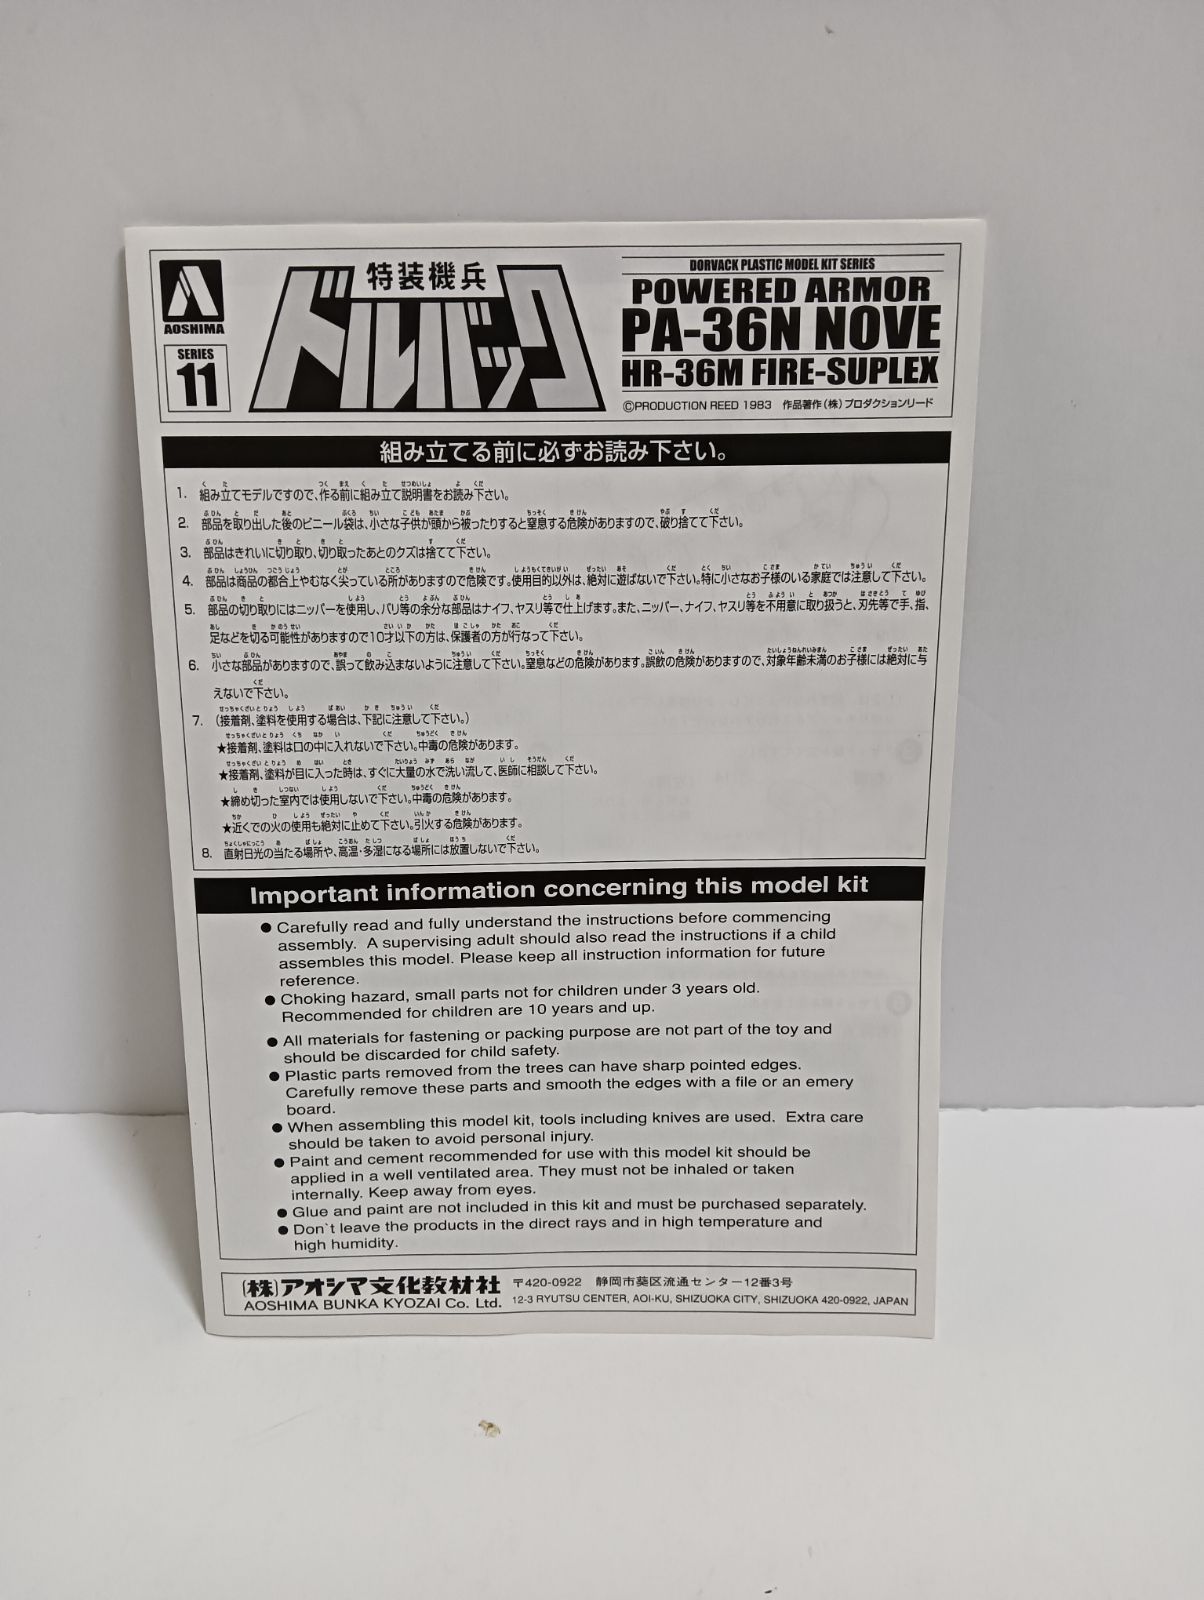 AOSHIMA
SERIES
11
特装機兵
ドルバック
DORVACK PLASTIC MODEL KIT SERIES
POWERED ARMOR
PA-36N NOVE
HR-36M FIRE-SUPLEX
©PRODUCTION REED 1983 作品著作(株)プロダクションリード
組み立てる前に必ずお読み下さい。
1. 組み立てモデルですので、作る前に組み立て説明書をお読み下さい。
2. 部品を取り出した後のビニール袋は、小さな子供が頭から被ったりすると窒息する危険がありますので、破り捨てて下さい。
3. 部品はきれいに切り取り、切り取ったあとのクズは捨てて下さい。
4. 部品は商品の都合上やむなく尖っている所がありますので危険です。使用目的以外は、絶対に遊ばないで下さい。特に小さなお子様のいる家庭では注意して下さい。
5. 部品の切り取りにはニッパーを使用し、バリ等の余分な部品はナイフ、ヤスリ等で仕上げます。また、ニッパー、ナイフ、ヤスリ等を不用意に取り扱うと、刃先等で手、指、
足などを切る可能性がありますので10才以下の方は、保護者の方が行なって下さい。
6. 小さな部品がありますので、誤って飲み込まないように注意して下さい。窒息などの危険があります。誤飲の危険がありますので、対象年齢未満のお子様には絶対に与
えないで下さい。
7. (接着剤、塗料を使用する場合は、下記に注意して下さい。)
★接着剤、塗料は口の中に入れないで下さい。中毒の危険があります。
★接着剤、塗料が目に入った時は、すぐに大量の水で洗い流して、医師に相談して下さい。
★締め切った室内では使用しないで下さい。中毒の危険があります。
★近くでの火の使用も絶対に止めて下さい。引火する危険があります。
8. 直射日光の当たる場所や、高温・多湿になる場所には放置しないで下さい。
Important information concerning this model kit
● Carefully read and fully understand the instructions before commencing
assembly. A supervising adult should also read the instructions if a child
assembles this model. Please keep all instruction information for future
reference.
● Choking hazard, small parts not for children under 3 years old.
Recommended for children are 10 years and up.
● All materials for fastening or packing purpose are not part of the toy and
should be discarded for child safety.
● Plastic parts removed from the trees can have sharp pointed edges.
Carefully remove these parts and smooth the edges with a file or an emery
board.
● When assembling this model kit, tools including knives are used. Extra care
should be taken to avoid personal injury.
● Paint and cement recommended for use with this model kit should be
applied in a well ventilated area. They must not be inhaled or taken
internally. Keep away from eyes.
● Glue and paint are not included in this kit and must be purchased separately.
● Don`t leave the products in the direct rays and in high temperature and
high humidity.
(株)アオシマ文化教材社 〒420-0922 静岡市葵区流通センター12番3号
AOSHIMA BUNKA KYOZAI Co. Ltd. 12-3 RYUTSU CENTER, AOI-KU, SHIZUOKA CITY, SHIZUOKA 420-0922, JAPAN